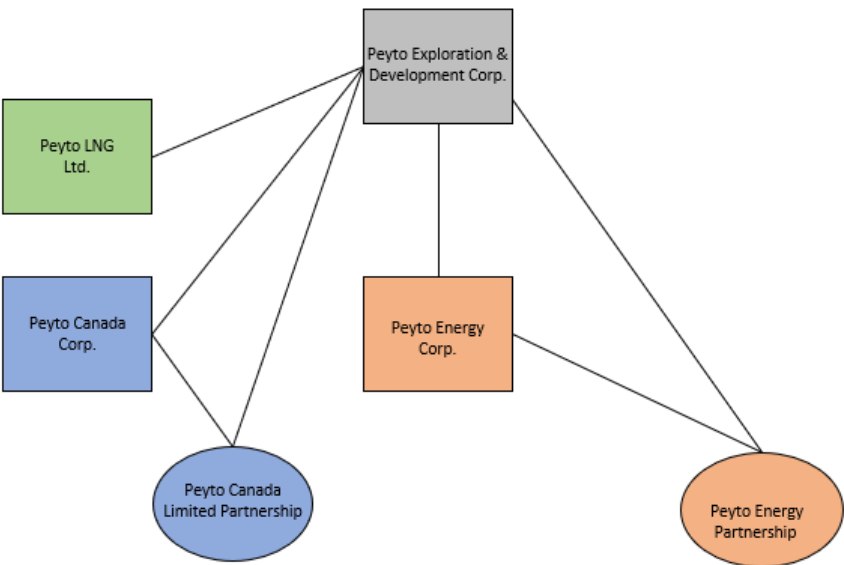 Peyto Exploration &
Development Corp.
Peyto LNG
Ltd.
Peyto Canada
Corp.
Peyto Energy
Corp.
Peyto Canada
Limited Partnership
Peyto Energy
Partnership